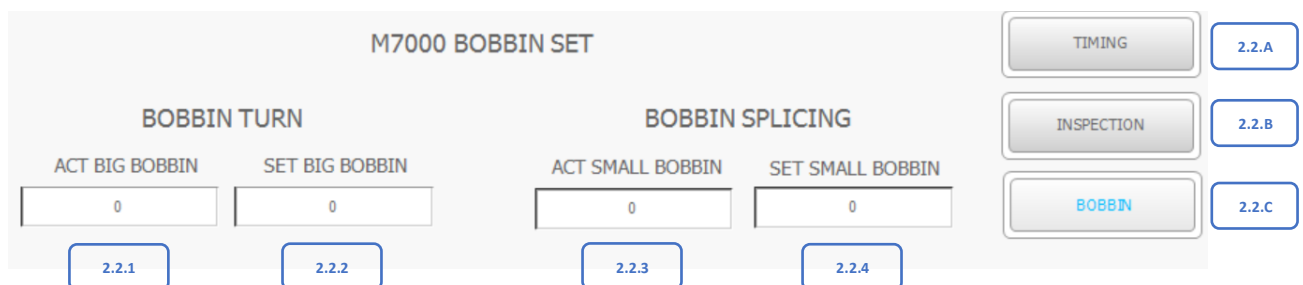 M7000 BOBBIN SET
TIMING
2.2.A
BOBBIN TURN
BOBBIN SPLICING
INSPECTION
2.2.B
ACT BIG BOBBIN
SET BIG BOBBIN
ACT SMALL BOBBIN
SET SMALL BOBBIN
0
0
0
0
BOBBIN
2.2.C
2.2.1
2.2.2
2.2.3
2.2.4